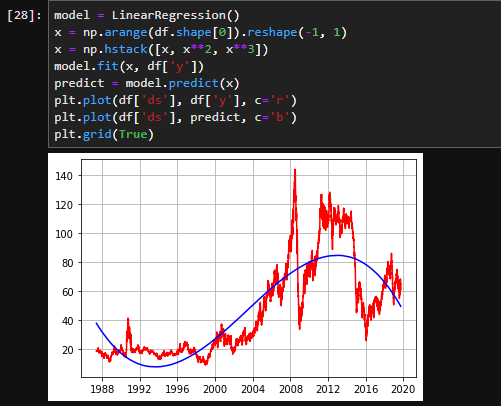 [28]: model = LinearRegression()
x = np.arange(df.shape[0]).reshape(-1, 1)
x = np.hstack([x, x**2, x**3])
model.fit(x, df['y'])
predict = model.predict(x)
plt.plot(df['ds'], df['y'], c='r')
plt.plot(df['ds'], predict, c='b')
plt.grid(True)
140
120
100
80
60
40
20
1988 1992 1996 2000 2004 2008 2012 2016 2020